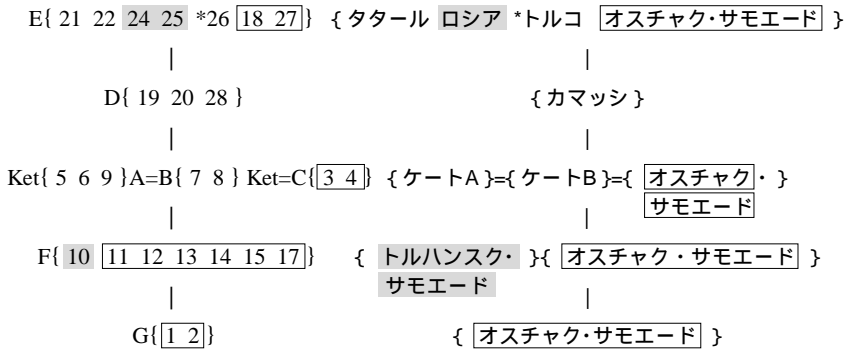 E{ 21 22 24 25 *26 18 27} { タタール ロシア *トルコ オスチャク・サモエード }
D{ 19 20 28 } { カマッシ }
Ket{ 5 6 9 }A=B{ 7 8 } Ket=C{3 4} { ケートA }={ ケートB }={ オスチャク・ }
サモエード
F{ 10 11 12 13 14 15 17} { トルハンスク・ }{ オスチャク・サモエード }
サモエード
G{1 2} { オスチャク・サモエード }